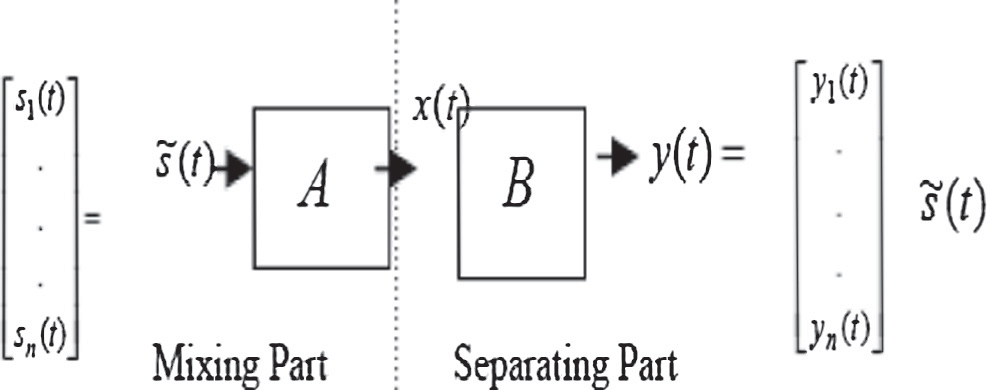 s₁(t)
.
.
.
sₙ(t)
=
s̃(t)
A
x(t)
B
y(t) =
y₁(t)
.
.
.
yₙ(t)
s̃(t)
Mixing Part
Separating Part